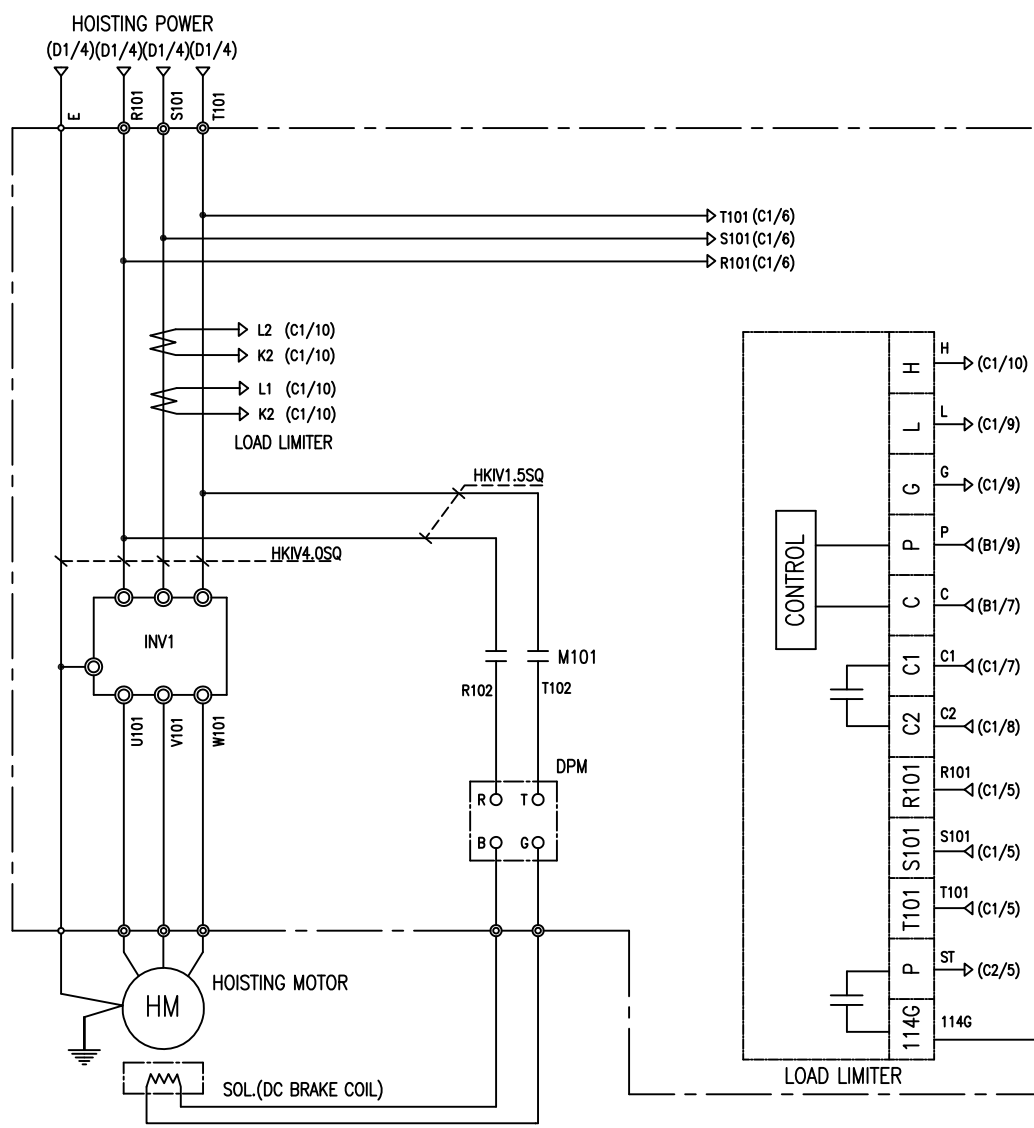 HOISTING POWER
(D1/4)(D1/4)(D1/4)(D1/4)
E
R101
S101
T101
T101(C1/6)
S101(C1/6)
R101(C1/6)
L2 (C1/10)
K2 (C1/10)
L1 (C1/10)
K2 (C1/10)
LOAD LIMITER
HKIV1.5SQ
HKIV4.0SQ
INV1
U101
V101
W101
M101
R102
T102
DPM
R T
B G
HOISTING MOTOR
HM
SOL.(DC BRAKE COIL)
CONTROL
H H (C1/10)
L L (C1/9)
G G (C1/9)
P P (B1/9)
C C (B1/7)
C1 C1 (C1/7)
C2 C2 (C1/8)
R101 R101 (C1/5)
S101 S101 (C1/5)
T101 T101 (C1/5)
P ST (C2/5)
114G 114G
LOAD LIMITER